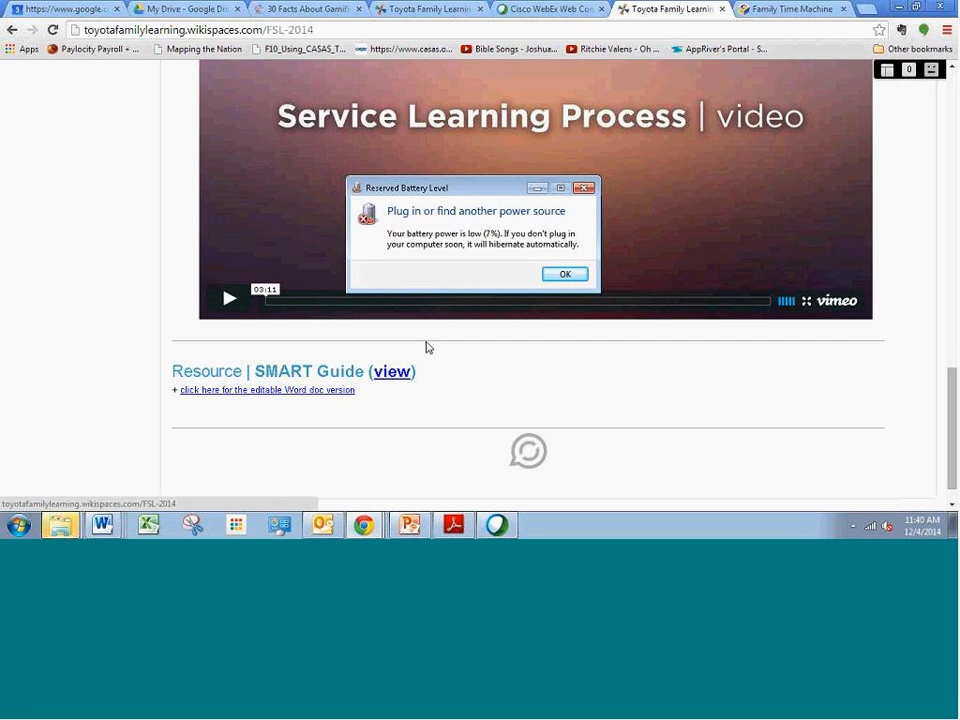 https://www.google.c
My Drive - Google Dri
30 Facts About Gamifi
Toyota Family Learnin
Cisco WebEx Web Con
Toyota Family Learnin
Family Time Machine
toyotafamilylearning.wikispaces.com/FSL-2014
Apps
Paylocity Payroll + ...
Mapping the Nation
F10_Using_CASAS_T...
https://www.casas.o...
Bible Songs - Joshua...
Ritchie Valens - Oh ...
AppRiver's Portal - S...
Other bookmarks
0
Service Learning Process | video
Reserved Battery Level
Plug in or find another power source
Your battery power is low (7%). If you don't plug in
your computer soon, it will hibernate automatically.
OK
03:11
vimeo
Resource | SMART Guide (view)
+ click here for the editable Word doc version
toyotafamilylearning.wikispaces.com/FSL-2014
11:40 AM
12/4/2014